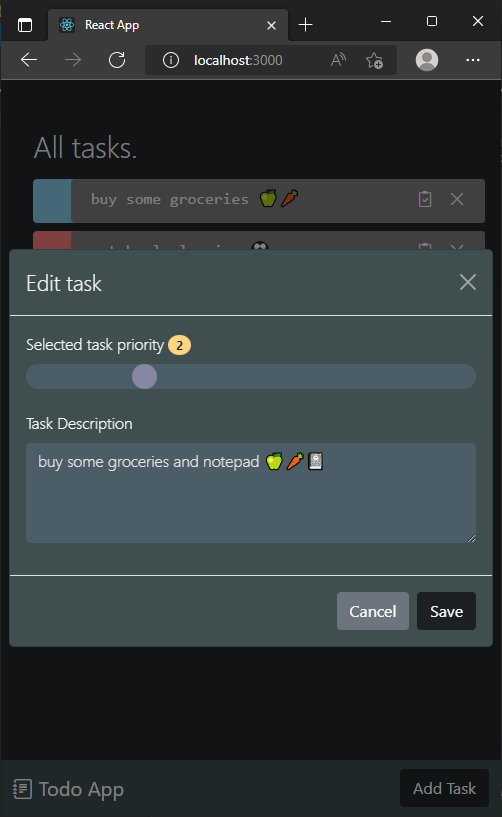 React App
localhost:3000
All tasks.
buy some groceries 🍏🥕
Edit task
Selected task priority 2
Task Description
buy some groceries and notepad 🍏🥕📓
Cancel Save
Todo App
Add Task